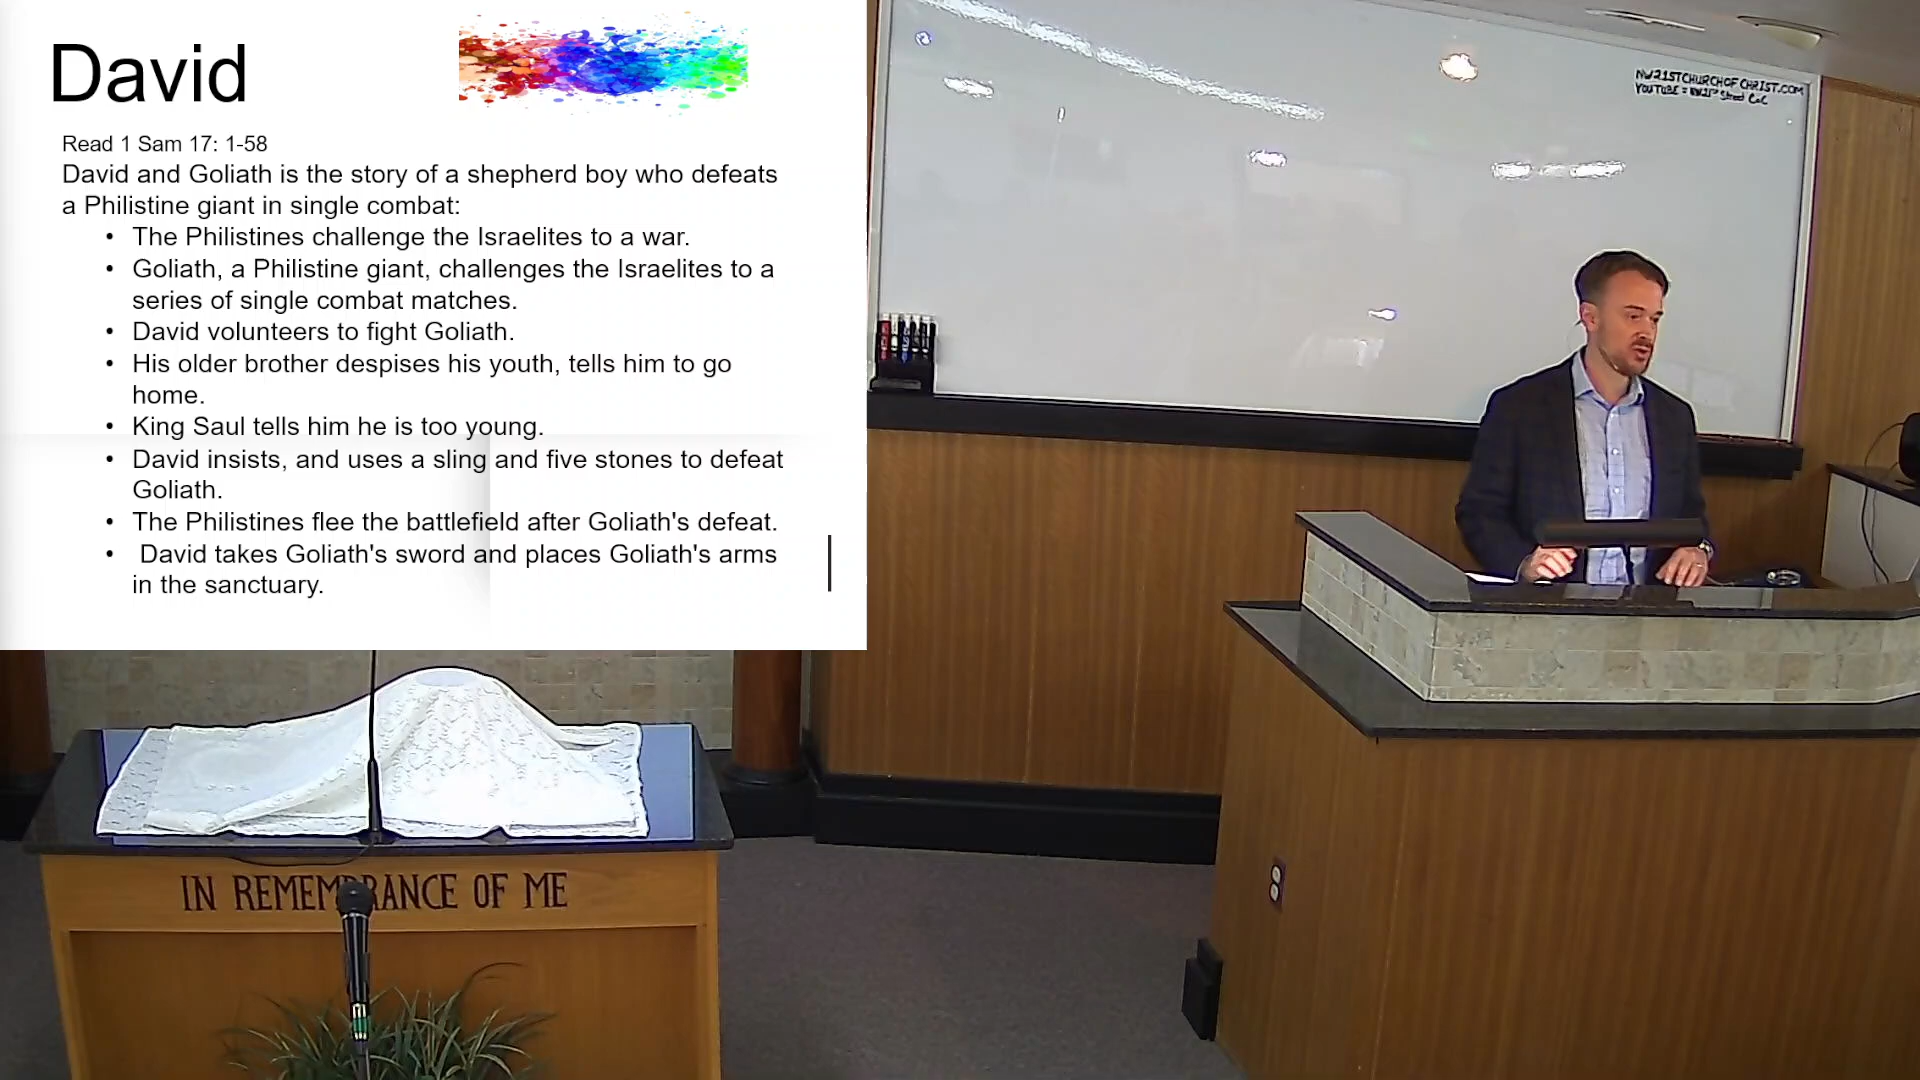 David
Read 1 Sam 17: 1-58
David and Goliath is the story of a shepherd boy who defeats
a Philistine giant in single combat:
• The Philistines challenge the Israelites to a war.
• Goliath, a Philistine giant, challenges the Israelites to a
series of single combat matches.
• David volunteers to fight Goliath.
• His older brother despises his youth, tells him to go
home.
• King Saul tells him he is too young.
• David insists, and uses a sling and five stones to defeat
Goliath.
• The Philistines flee the battlefield after Goliath's defeat.
• David takes Goliath's sword and places Goliath's arms
in the sanctuary.
NW21STCHURCHOFCHRIST.COM
YOUTUBE = NW21st Street CoC
IN REMEMBRANCE OF ME